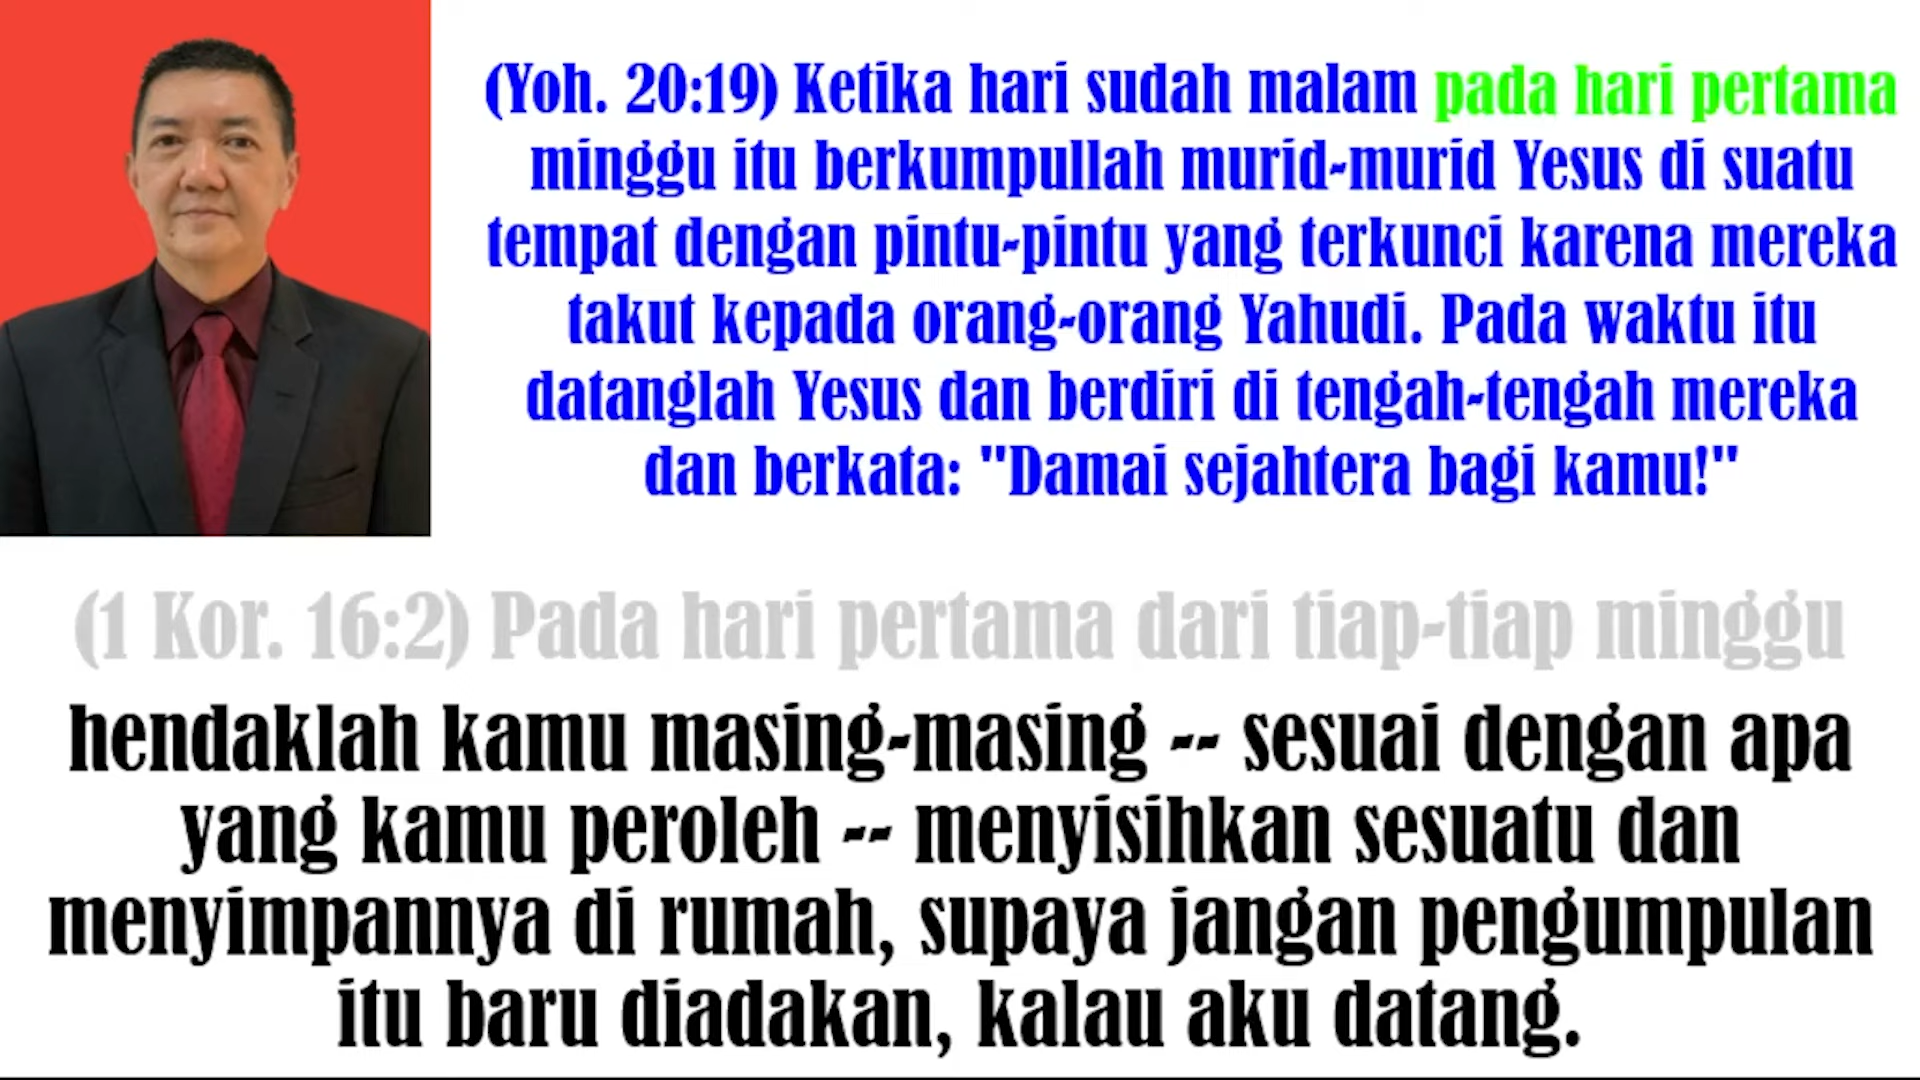 (Yoh. 20:19) Ketika hari sudah malam pada hari pertama
minggu itu berkumpullah murid-murid Yesus di suatu
tempat dengan pintu-pintu yang terkunci karena mereka
takut kepada orang-orang Yahudi. Pada waktu itu
datanglah Yesus dan berdiri di tengah-tengah mereka
dan berkata: "Damai sejahtera bagi kamu!"
(1 Kor. 16:2) Pada hari pertama dari tiap-tiap minggu
hendaklah kamu masing-masing -- sesuai dengan apa
yang kamu peroleh -- menyisihkan sesuatu dan
menyimpannya di rumah, supaya jangan pengumpulan
itu baru diadakan, kalau aku datang.